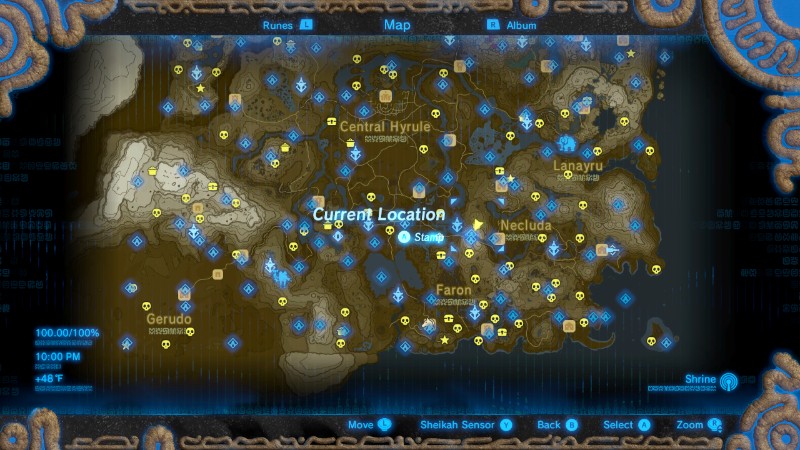 Runes L Map R Album
Central Hyrule
Lanayru
Current Location
Necluda
A Stamp
Faron
Gerudo
100.00/100%
10:00 PM
+48°F
Shrine
Move L Sheikah Sensor Y Back B Select A Zoom R